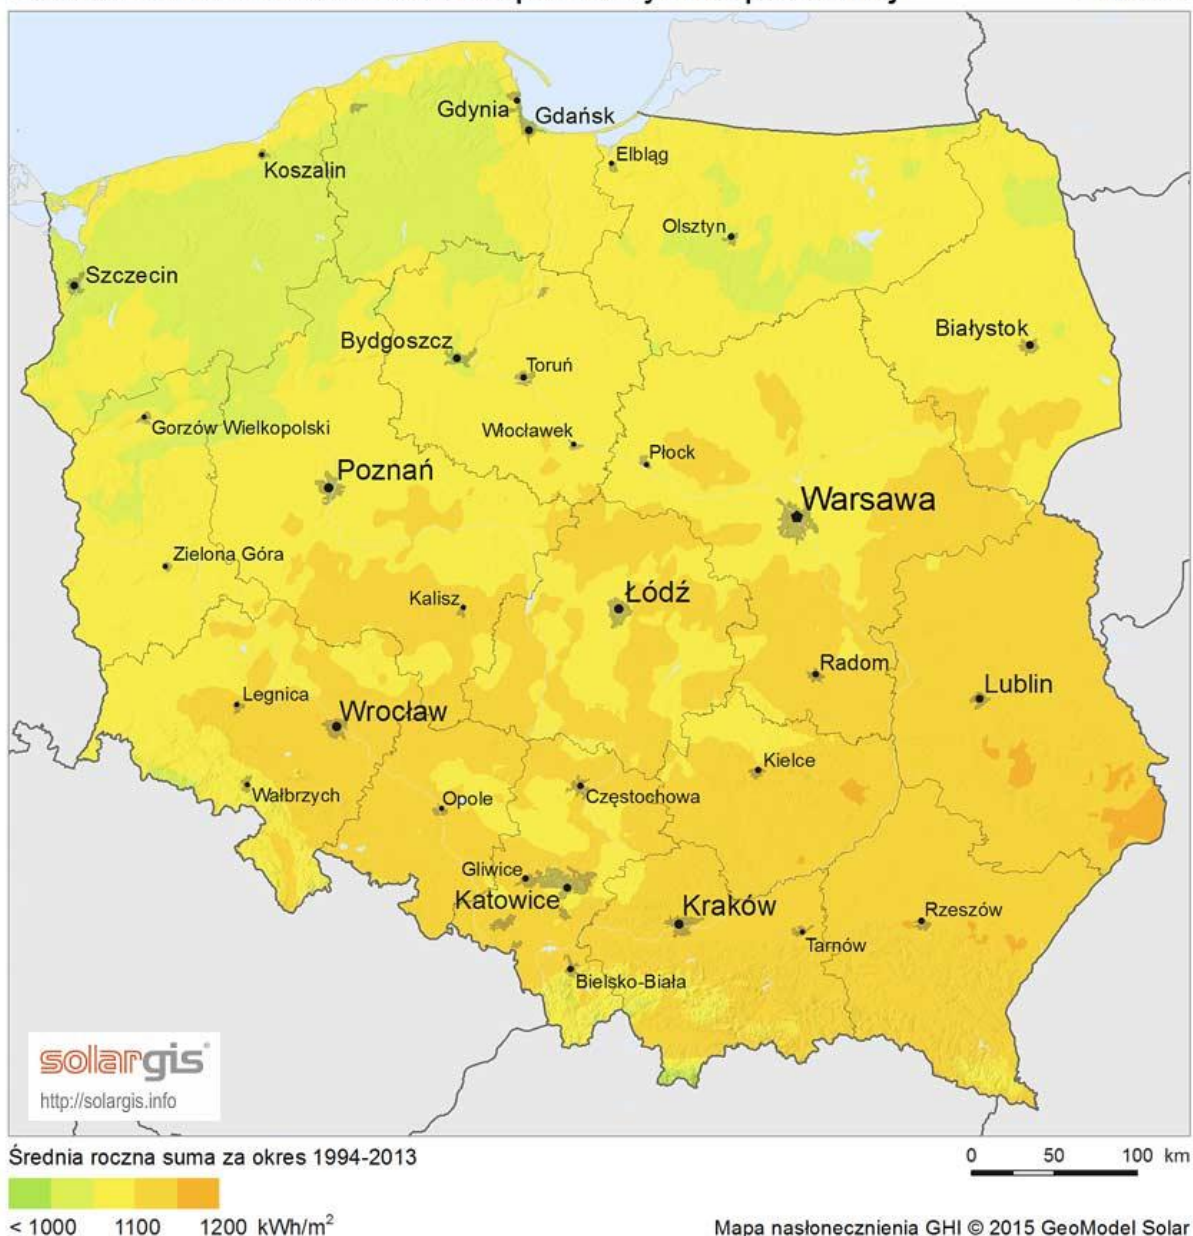 Gdynia
Gdańsk
Koszalin
Elbląg
Olsztyn
Szczecin
Białystok
Bydgoszcz
Toruń
Gorzów Wielkopolski
Włocławek
Płock
Poznań
Warsawa
Zielona Góra
Kalisz
Łódź
Radom
Lublin
Legnica
Wrocław
Kielce
Wałbrzych
Opole
Częstochowa
Gliwice
Katowice
Kraków
Rzeszów
Tarnów
Bielsko-Biała
solargis®
http://solargis.info
Średnia roczna suma za okres 1994-2013
0 50 100 km
< 1000 1100 1200 kWh/m²
Mapa nasłonecznienia GHI © 2015 GeoModel Solar